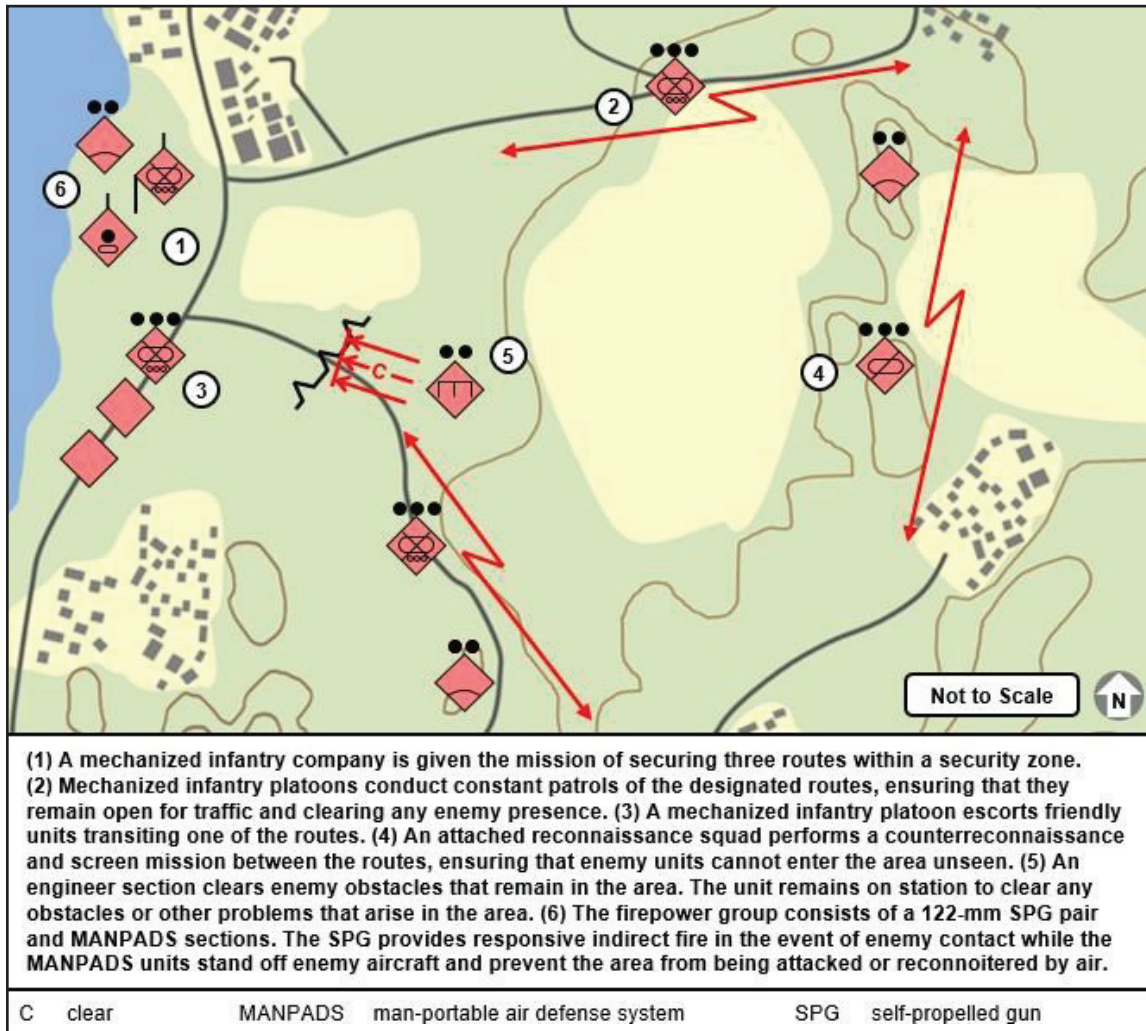 2
6
1
5
C
3
4
Not to Scale
N
(1) A mechanized infantry company is given the mission of securing three routes within a security zone.
(2) Mechanized infantry platoons conduct constant patrols of the designated routes, ensuring that they
remain open for traffic and clearing any enemy presence. (3) A mechanized infantry platoon escorts friendly
units transiting one of the routes. (4) An attached reconnaissance squad performs a counterreconnaissance
and screen mission between the routes, ensuring that enemy units cannot enter the area unseen. (5) An
engineer section clears enemy obstacles that remain in the area. The unit remains on station to clear any
obstacles or other problems that arise in the area. (6) The firepower group consists of a 122-mm SPG pair
and MANPADS sections. The SPG provides responsive indirect fire in the event of enemy contact while the
MANPADS units stand off enemy aircraft and prevent the area from being attacked or reconnoitered by air.
C clear MANPADS man-portable air defense system SPG self-propelled gun